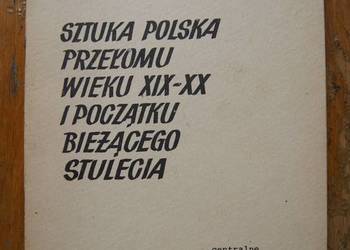 SZTUKA POLSKA
PRZEŁOMU
WIEKU XIX-XX
I POCZĄTKU
BIEŻĄCEGO
STULECIA
centralne